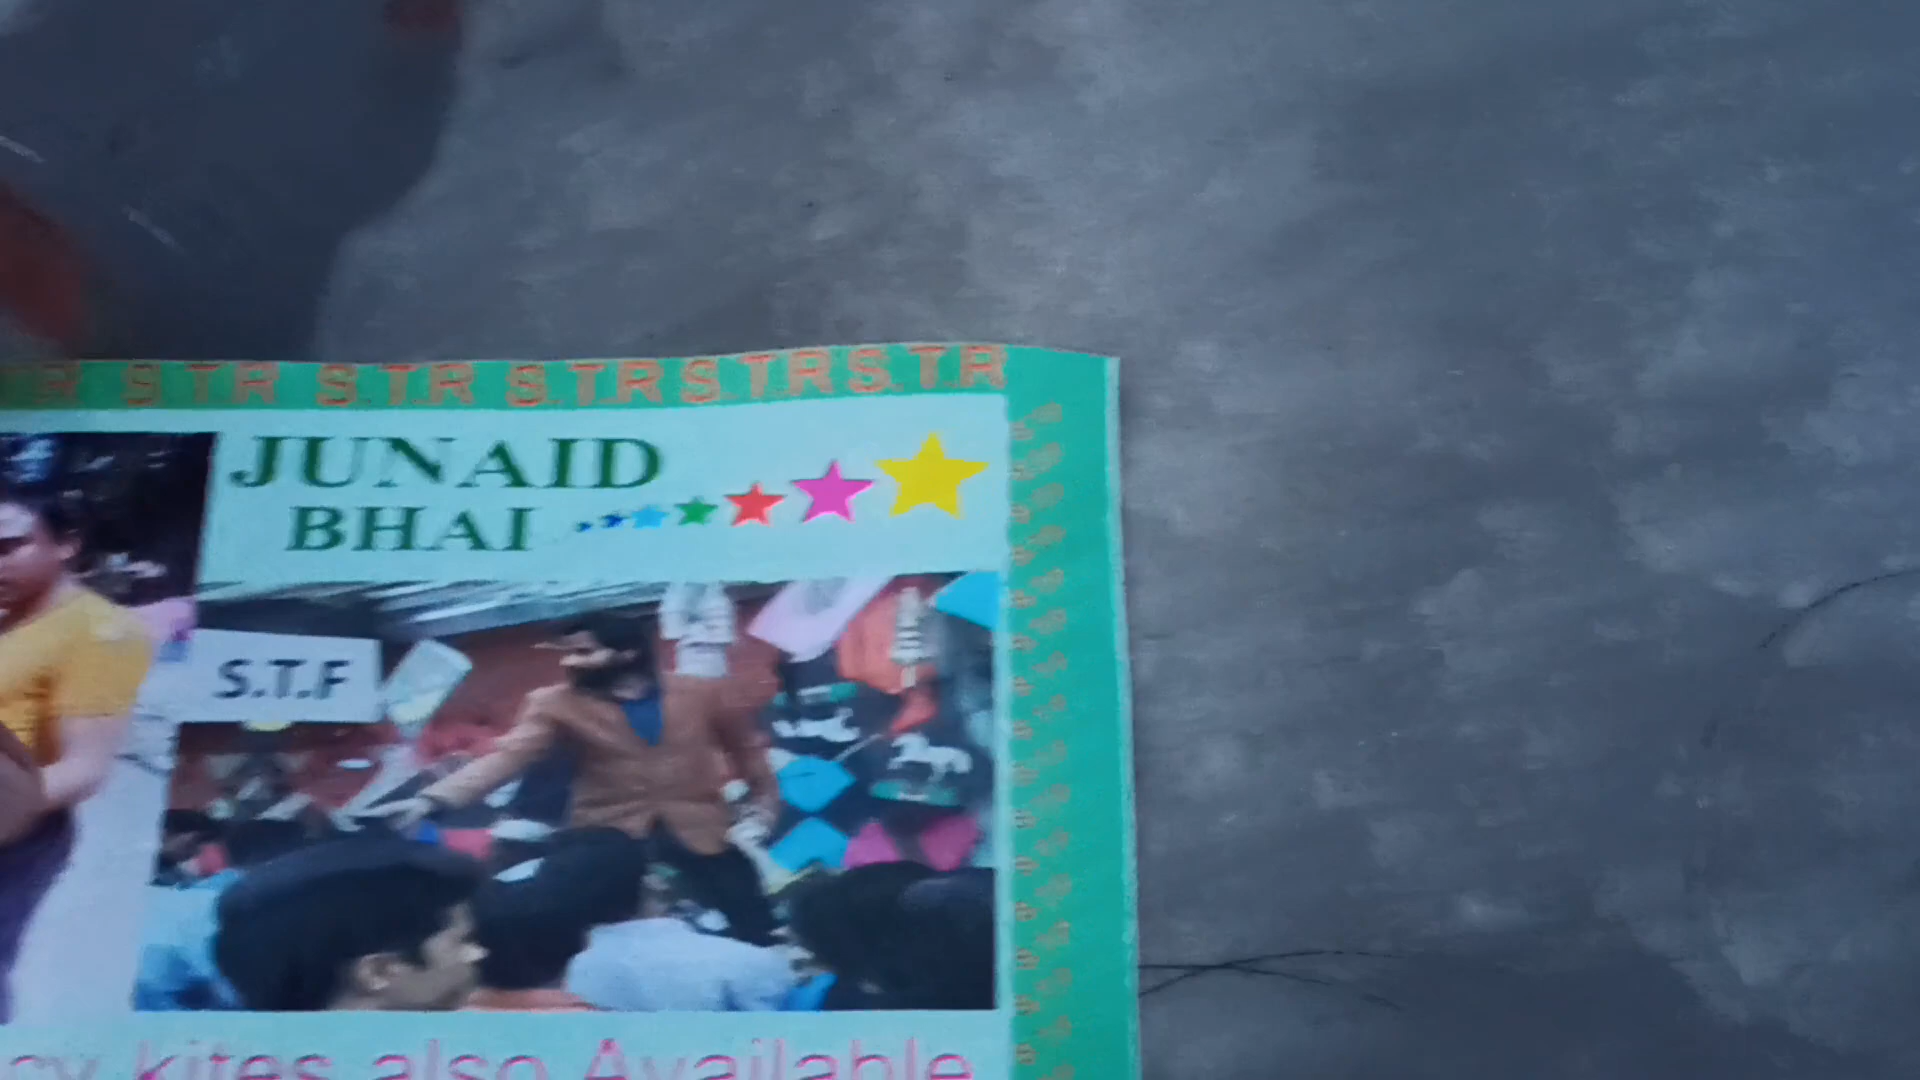 S.T.R S.T.R S.T.R S.T.R S.T.R
JUNAID
BHAI
S.T.F
kites also Available